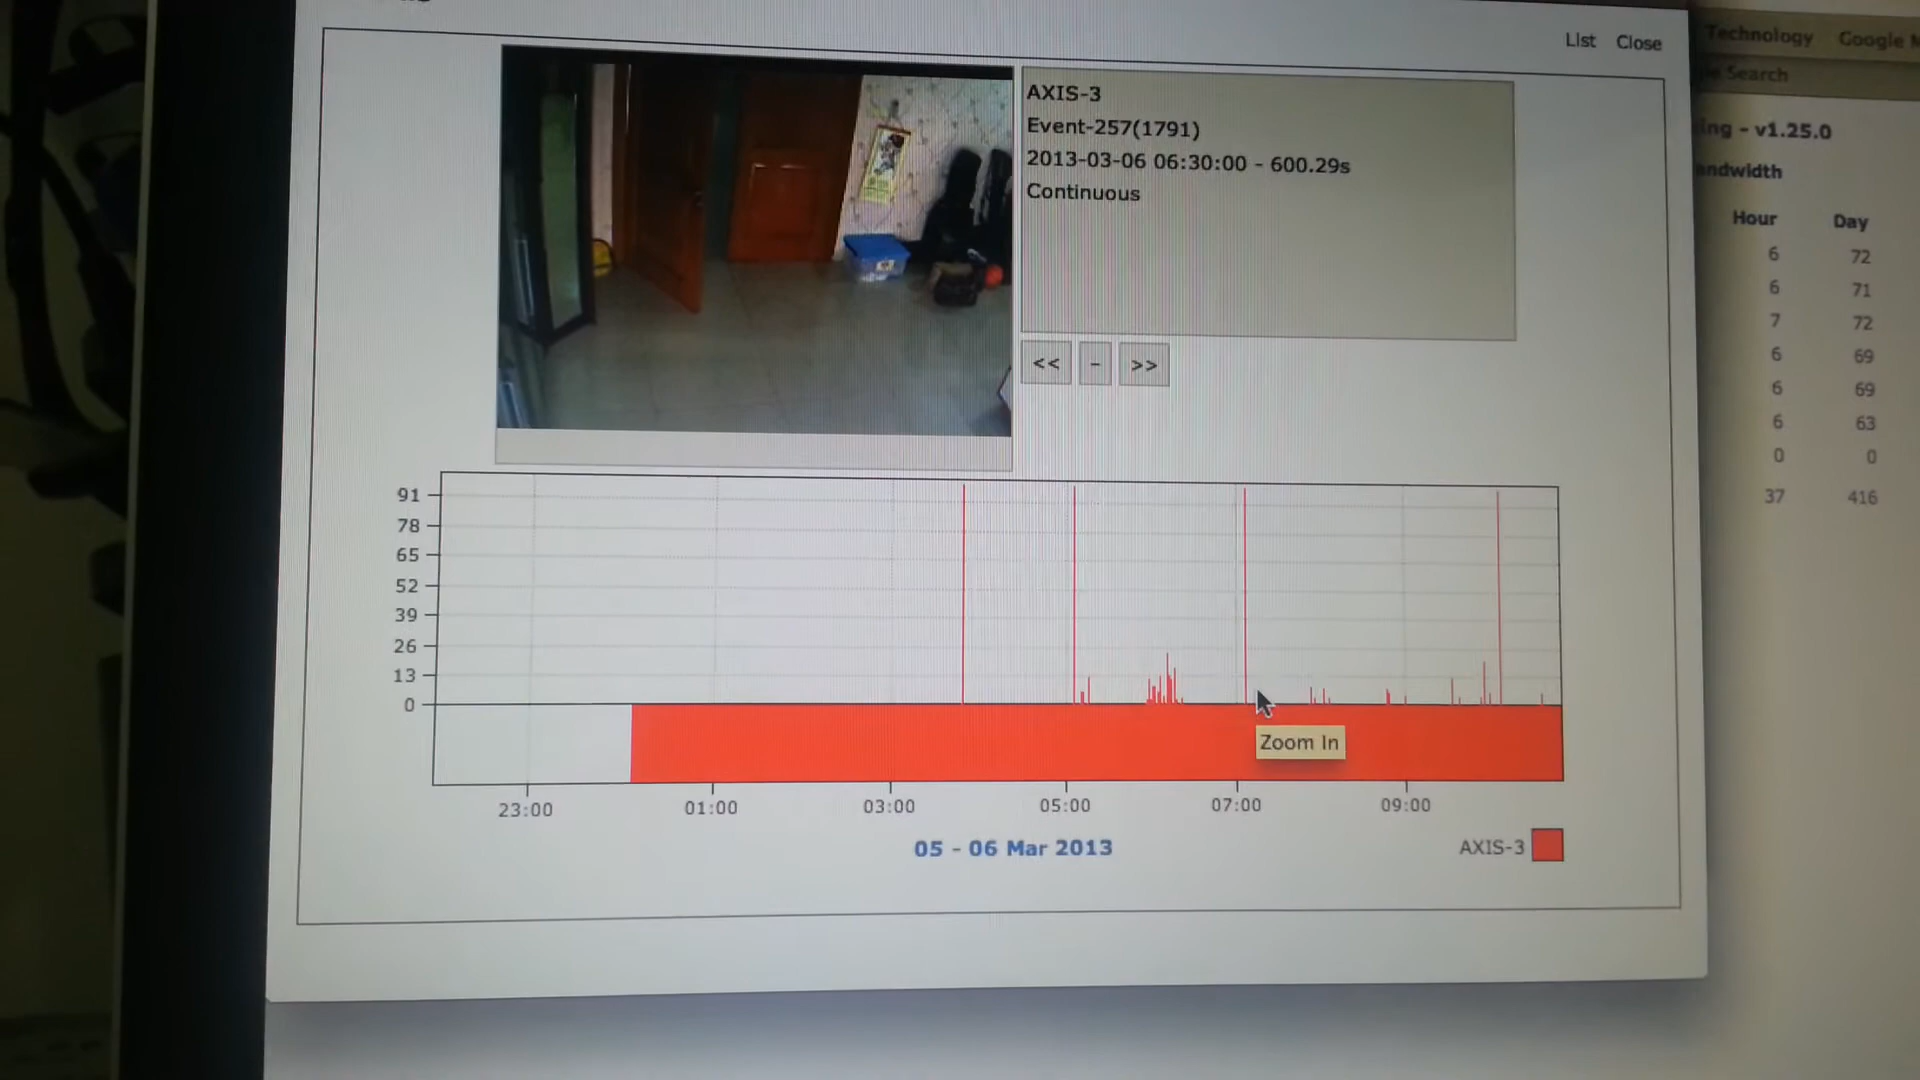 List Close
AXIS-3
Event-257(1791)
2013-03-06 06:30:00 - 600.29s
Continuous
<< - >>
91
78
65
52
39
26
13
0
Zoom In
23:00 01:00 03:00 05:00 07:00 09:00
05 - 06 Mar 2013
AXIS-3
Technology Google
Search
- v1.25.0
Hour Day
6 72
6 71
7 72
6 69
6 69
6 63
0 0
37 416